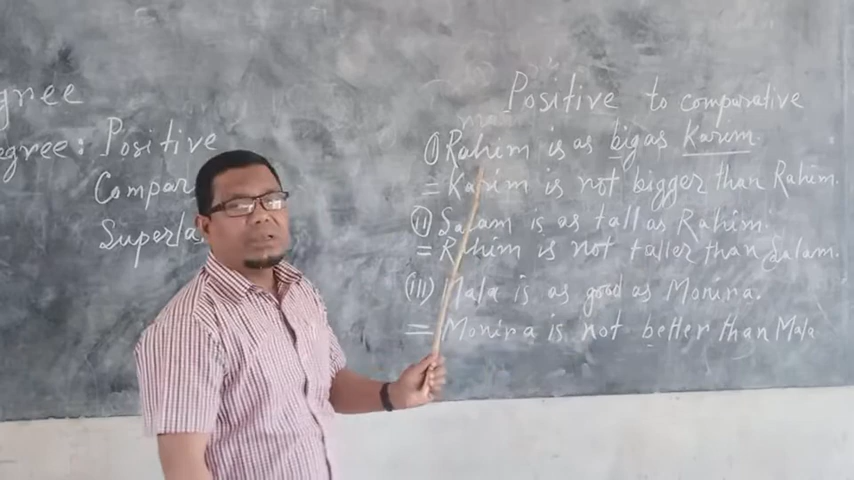 gree
egree: Positive
Compar
Superla
Positive to comparative
(i) Rahim is as big as Karim.
= Karim is not bigger than Rahim.
(ii) Salam is as tall as Rahim.
= Rahim is not taller than Salam.
(iii) Mala is as good as Monira.
= Monira is not better than Mala